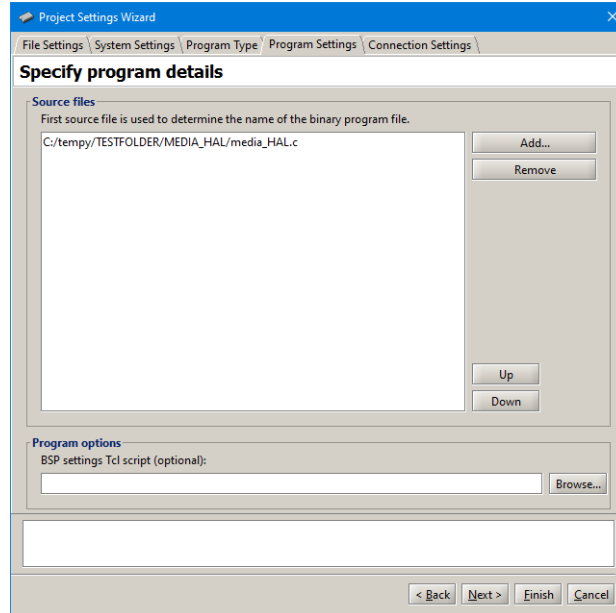 Project Settings Wizard
File Settings System Settings Program Type Program Settings Connection Settings
Specify program details
Source files
First source file is used to determine the name of the binary program file.
C:/tempy/TESTFOLDER/MEDIA_HAL/media_HAL.c
Add...
Remove
Up
Down
Program options
BSP settings Tcl script (optional):
Browse...
< Back Next > Finish Cancel